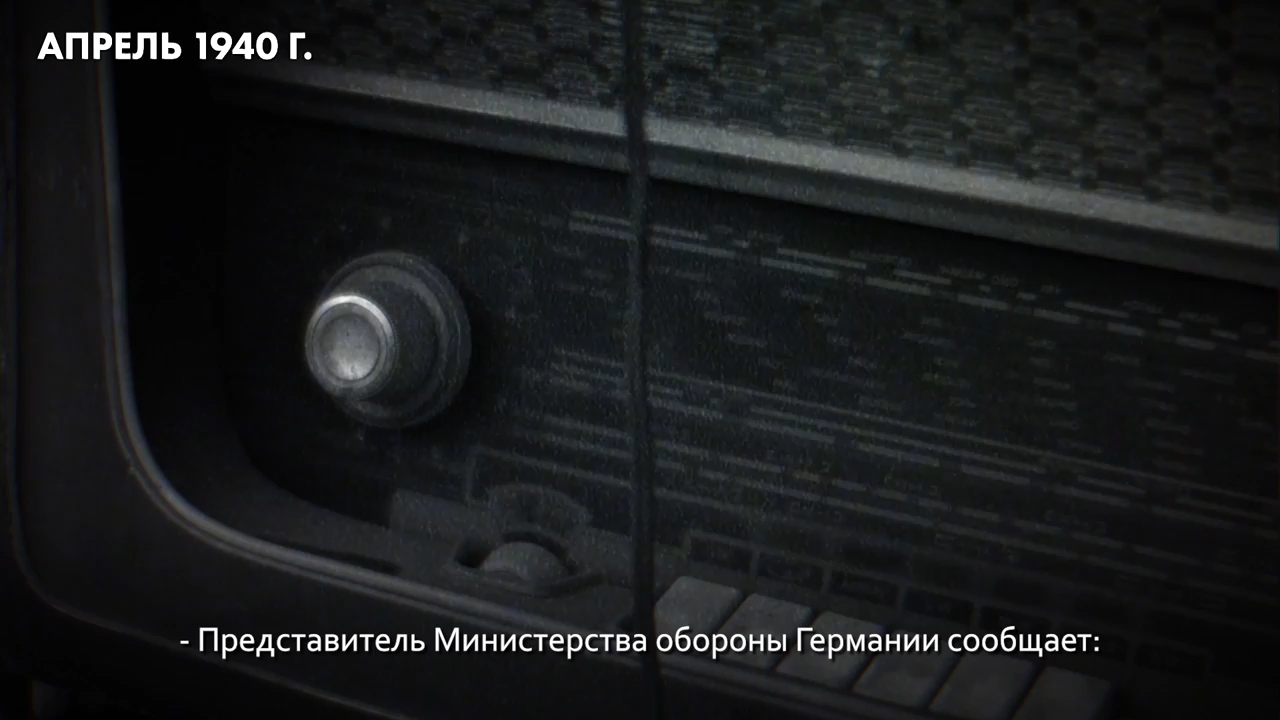 АПРЕЛЬ 1940 Г.
- Представитель Министерства обороны Германии сообщает: